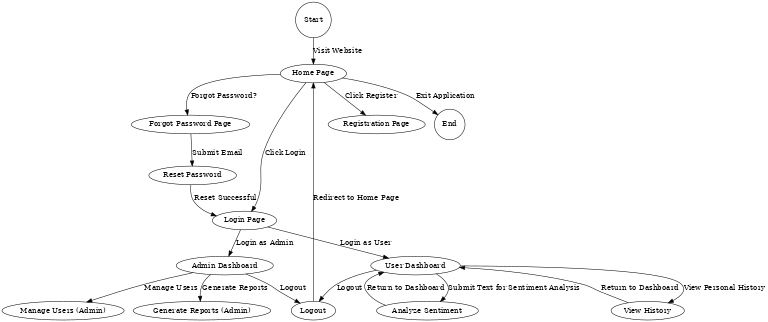 Start
Visit Website
Home Page
Forgot Password?
Click Register
Exit Application
Forgot Password Page
Registration Page
End
Click Login
Submit Email
Reset Password
Reset Successful
Redirect to Home Page
Login Page
Login as Admin
Login as User
Admin Dashboard
User Dashboard
Manage Users
Generate Reports
Logout
Logout
Return to Dashboard
Submit Text for Sentiment Analysis
Return to Dashboard
View Personal History
Manage Users (Admin)
Generate Reports (Admin)
Logout
Analyze Sentiment
View History